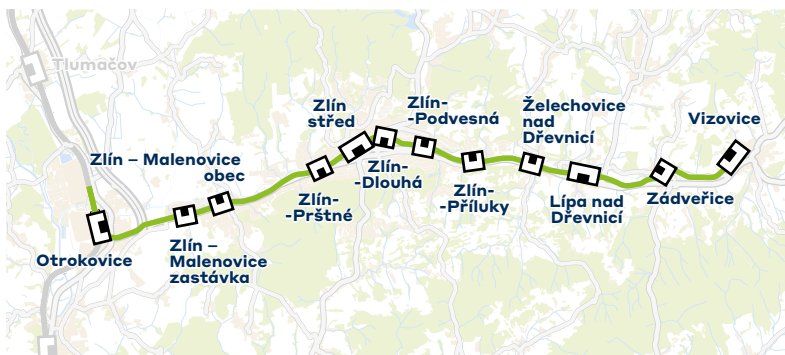 Tlumačov
Zlín – Malenovice
obec
Otrokovice
Zlín –
Malenovice
zastávka
Zlín-
-Prštné
Zlín
střed
Zlín-
-Dlouhá
Zlín-
-Podvesná
Zlín-
-Příluky
Želechovice
nad
Dřevnicí
Lípa nad
Dřevnicí
Zádveřice
Vizovice